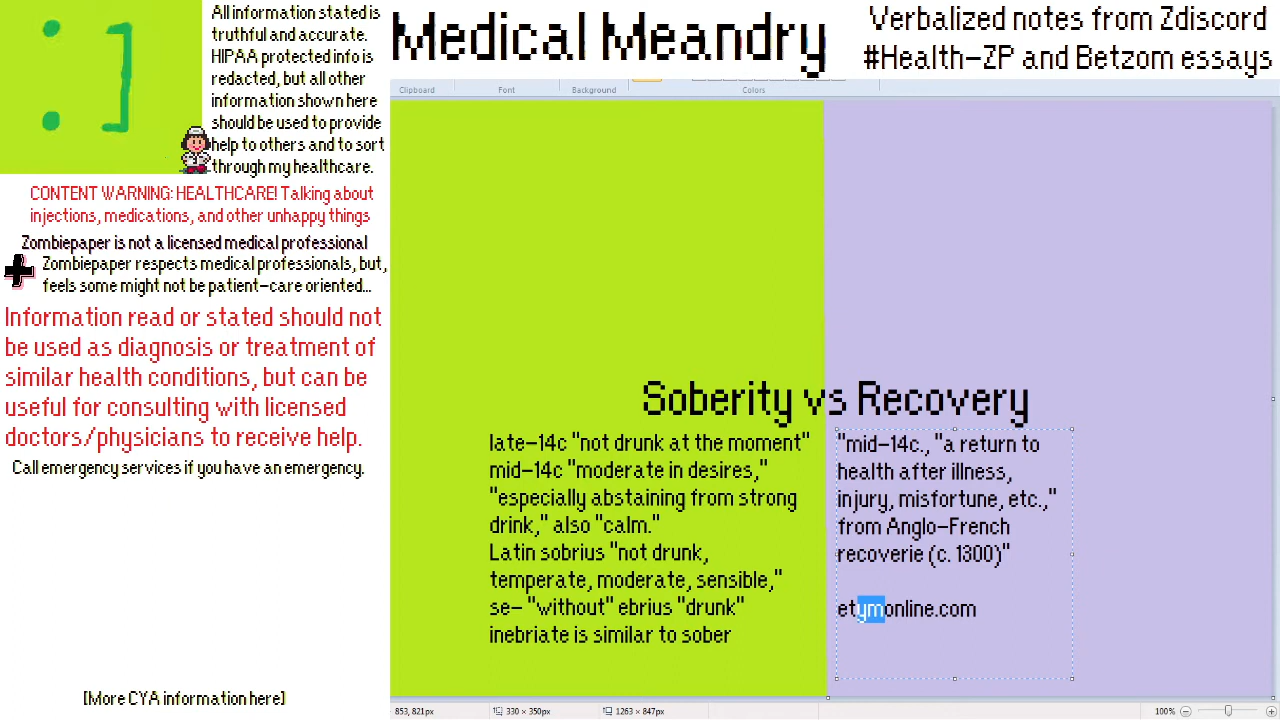 All information stated is
truthful and accurate.
HIPAA protected info is
redacted, but all other
information shown here
should be used to provide
help to others and to sort
through my healthcare.
CONTENT WARNING: HEALTHCARE! Talking about
injections, medications, and other unhappy things
Zombiepaper is not a licensed medical professional
Zombiepaper respects medical professionals, but,
feels some might not be patient-care oriented...
Information read or stated should not
be used as diagnosis or treatment of
similar health conditions, but can be
useful for consulting with licensed
doctors/physicians to receive help.
Call emergency services if you have an emergency.
[More CYA information here]
Medical Meandry
Verbalized notes from Zdiscord
#Health-ZP and Betzom essays
Clipboard Font Background Colors
Soberity vs Recovery
late-14c "not drunk at the moment"
mid-14c "moderate in desires,"
"especially abstaining from strong
drink," also "calm."
Latin sobrius "not drunk,
temperate, moderate, sensible,"
se- "without" ebrius "drunk"
inebriate is similar to sober
"mid-14c., "a return to
health after illness,
injury, misfortune, etc.,"
from Anglo-French
recoverie (c. 1300)"
etymonline.com
853, 821px 330 × 350px 1263 × 847px 100%